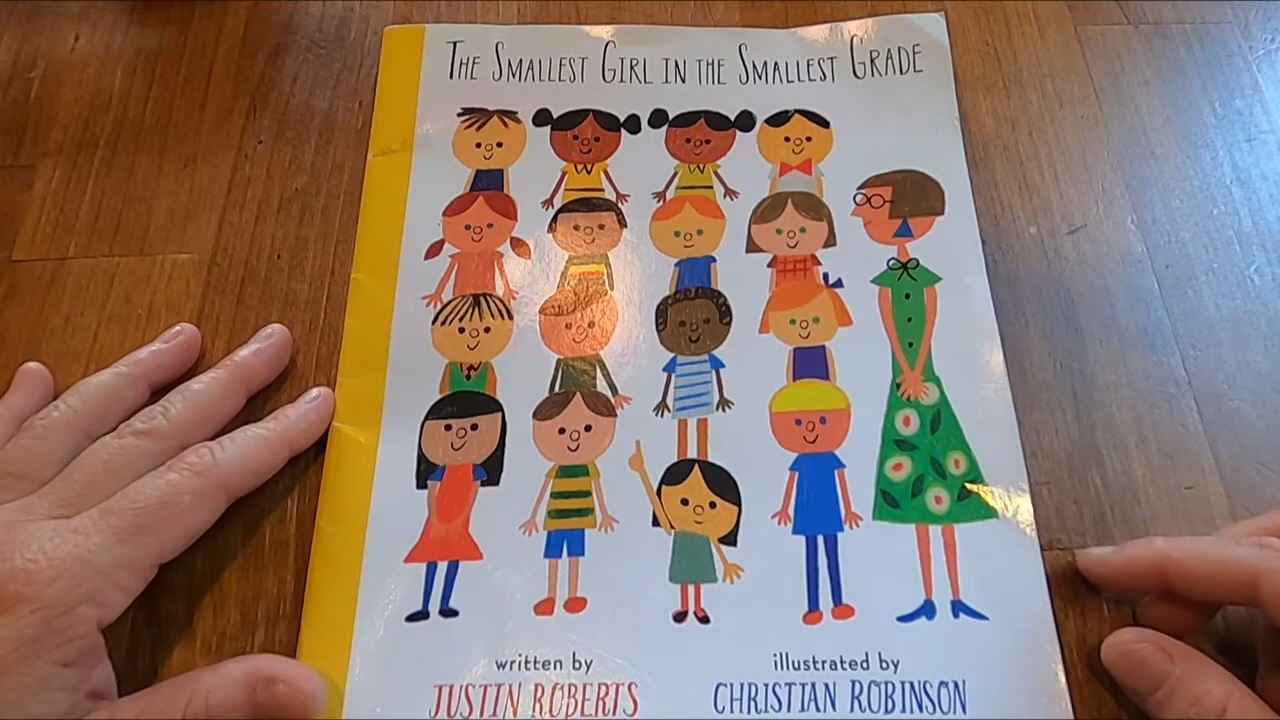 THE SMALLEST GIRL IN THE SMALLEST GRADE
written by
JUSTIN ROBERTS
illustrated by
CHRISTIAN ROBINSON